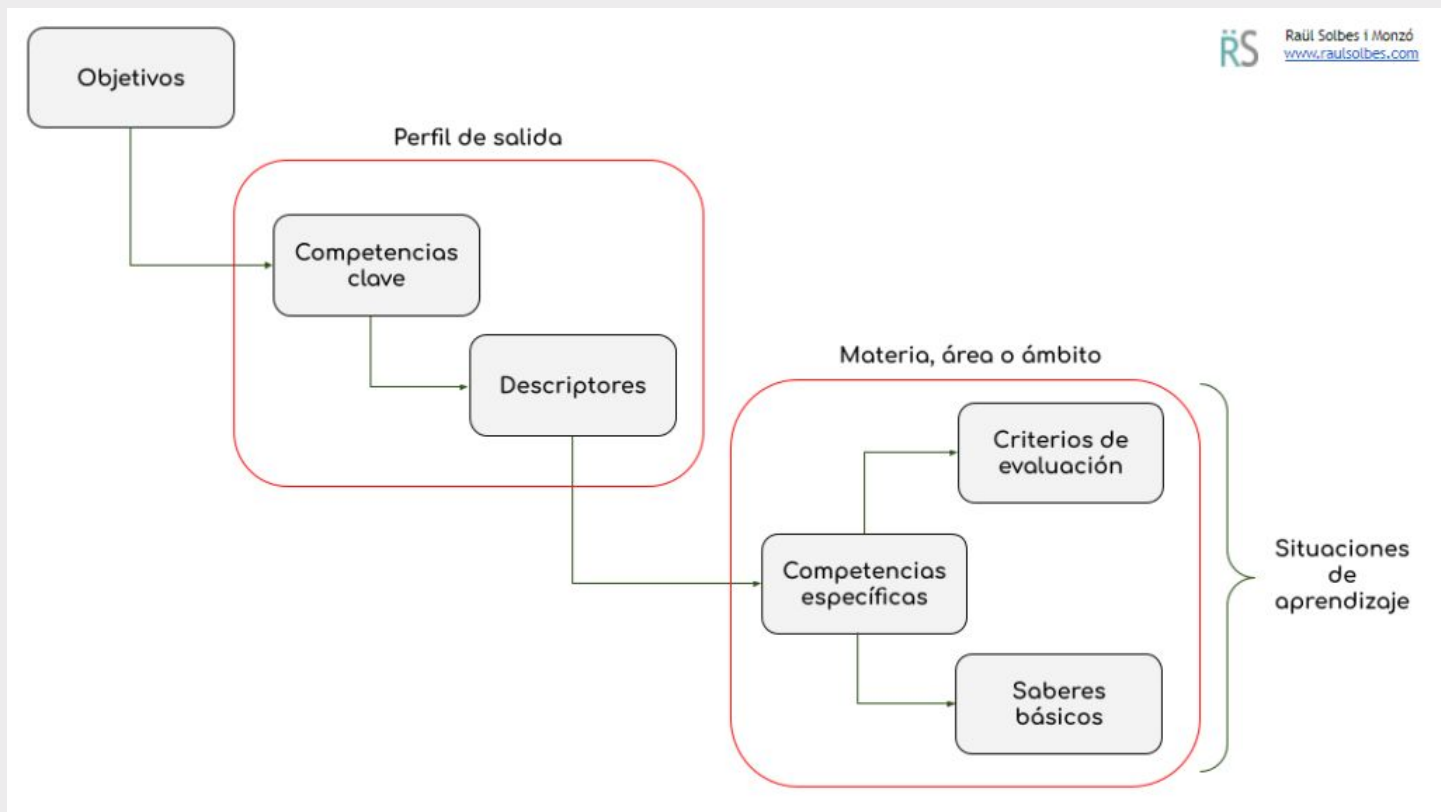 Objetivos
R̈S
Raül Solbes i Monzó
www.raulsolbes.com
Perfil de salida
Competencias
clave
Descriptores
Materia, área o ámbito
Criterios de
evaluación
Competencias
específicas
Saberes
básicos
Situaciones
de
aprendizaje